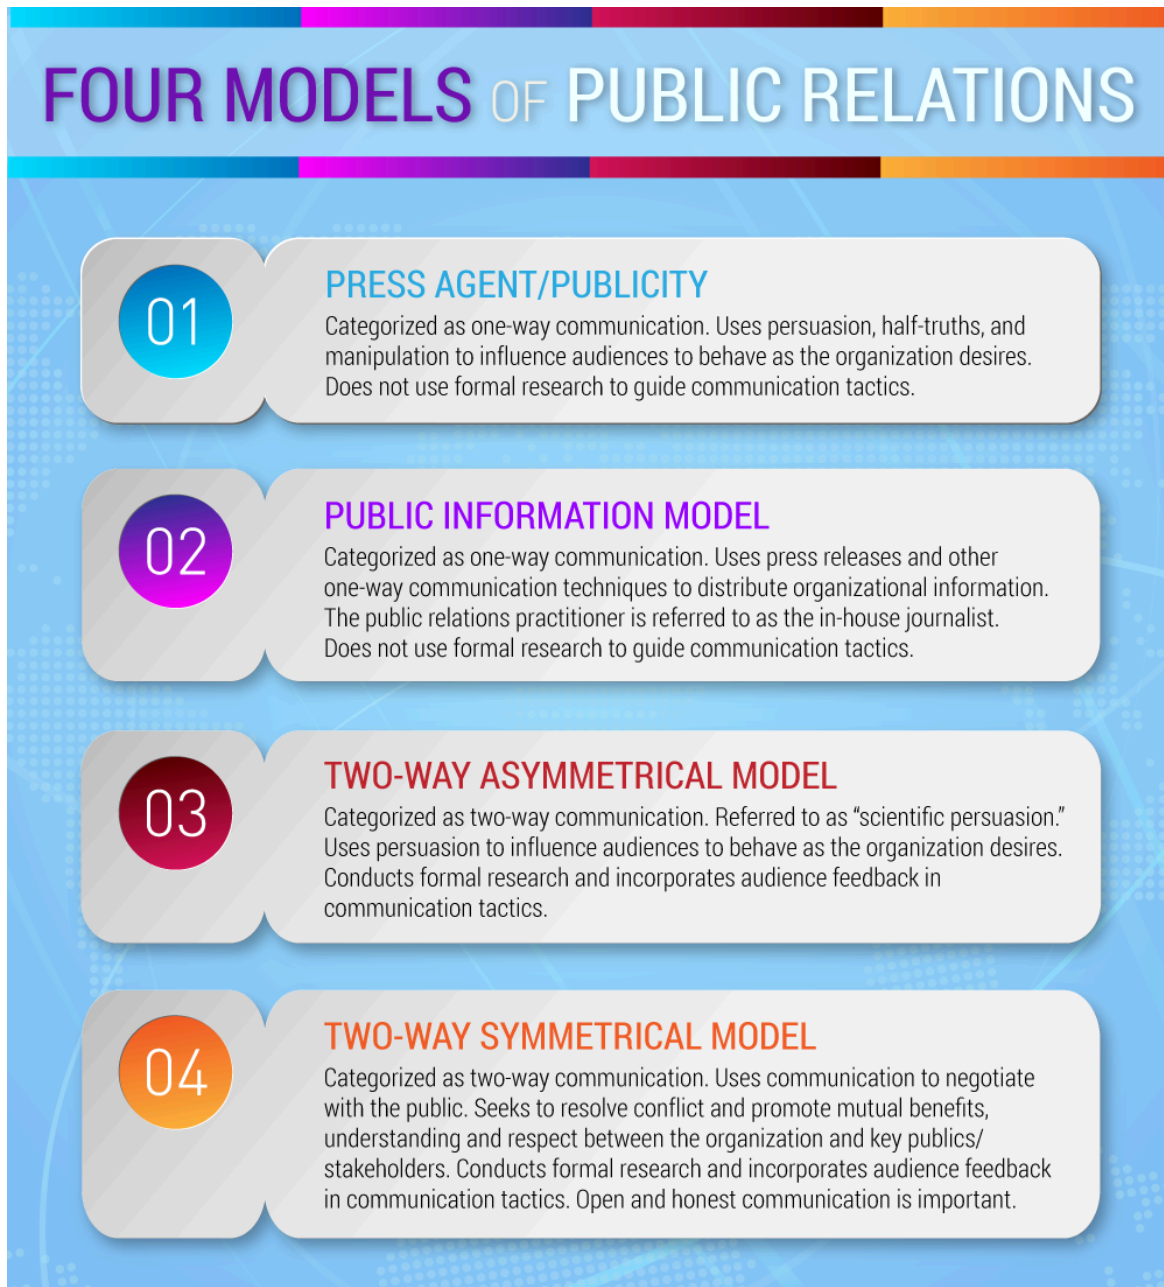 FOUR MODELS OF PUBLIC RELATIONS
01
PRESS AGENT/PUBLICITY
Categorized as one-way communication. Uses persuasion, half-truths, and
manipulation to influence audiences to behave as the organization desires.
Does not use formal research to guide communication tactics.
02
PUBLIC INFORMATION MODEL
Categorized as one-way communication. Uses press releases and other
one-way communication techniques to distribute organizational information.
The public relations practitioner is referred to as the in-house journalist.
Does not use formal research to guide communication tactics.
03
TWO-WAY ASYMMETRICAL MODEL
Categorized as two-way communication. Referred to as “scientific persuasion.”
Uses persuasion to influence audiences to behave as the organization desires.
Conducts formal research and incorporates audience feedback in
communication tactics.
04
TWO-WAY SYMMETRICAL MODEL
Categorized as two-way communication. Uses communication to negotiate
with the public. Seeks to resolve conflict and promote mutual benefits,
understanding and respect between the organization and key publics/
stakeholders. Conducts formal research and incorporates audience feedback
in communication tactics. Open and honest communication is important.